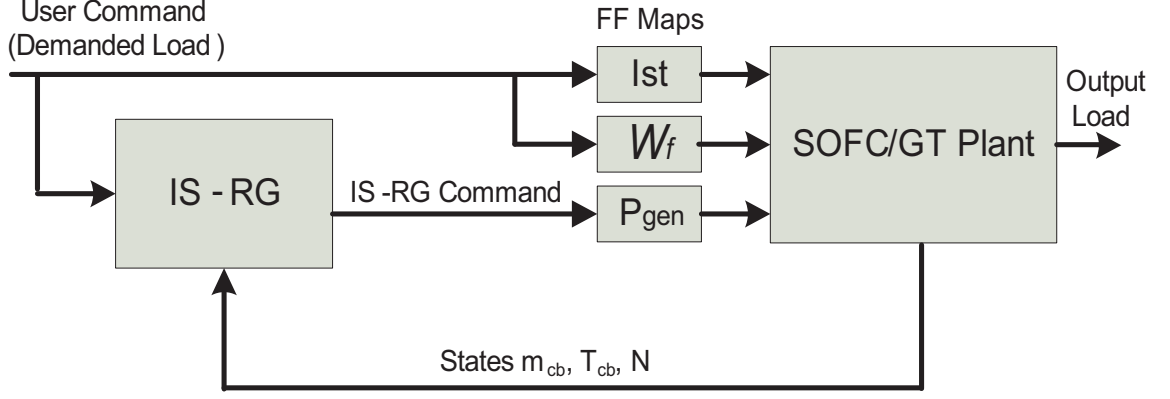 User Command
(Demanded Load )
FF Maps
Ist
Wf
Pgen
SOFC/GT Plant
Output
Load
IS - RG
IS -RG Command
States mcb, Tcb, N